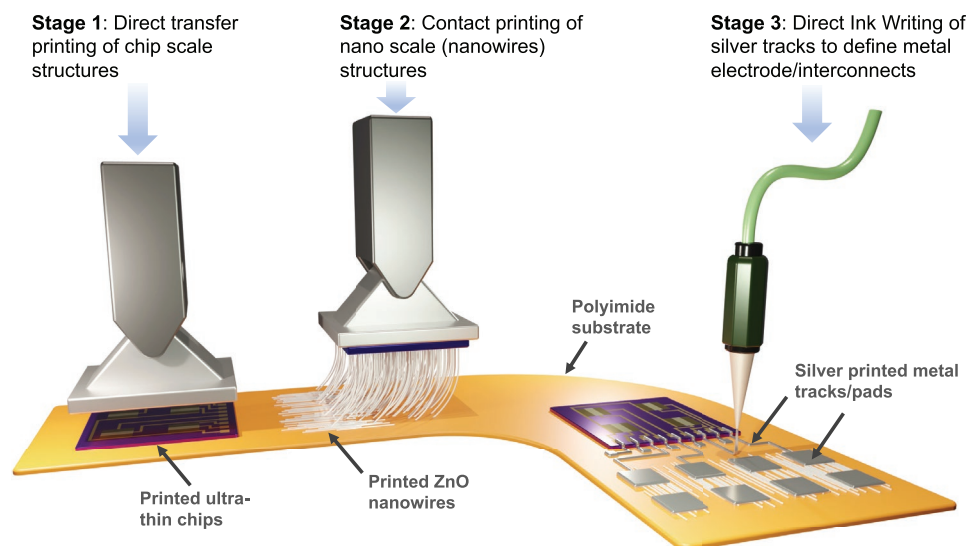 Stage 1: Direct transfer
printing of chip scale
structures
Stage 2: Contact printing of
nano scale (nanowires)
structures
Stage 3: Direct Ink Writing of
silver tracks to define metal
electrode/interconnects
Polyimide
substrate
Silver printed metal
tracks/pads
Printed ultra-
thin chips
Printed ZnO
nanowires